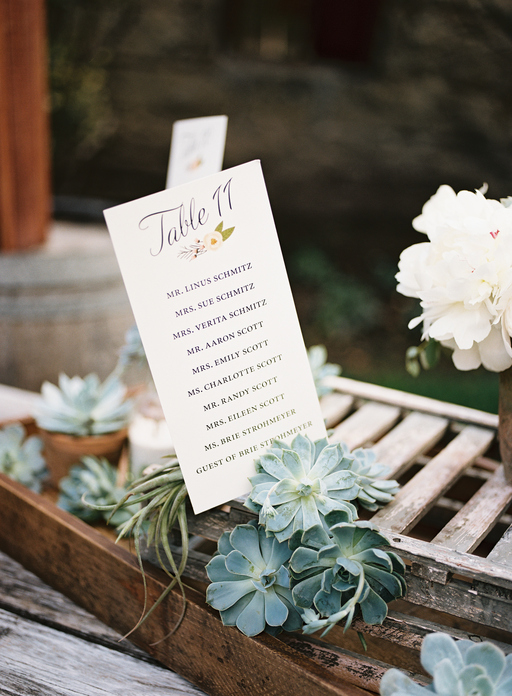 Table 11
MR. LINUS SCHMITZ
MRS. SUE SCHMITZ
MRS. VERITA SCHMITZ
MR. AARON SCOTT
MRS. EMILY SCOTT
MS. CHARLOTTE SCOTT
MR. RANDY SCOTT
MRS. EILEEN SCOTT
MS. BRIE STROHMEYER
GUEST OF BRIE STROHMEYER